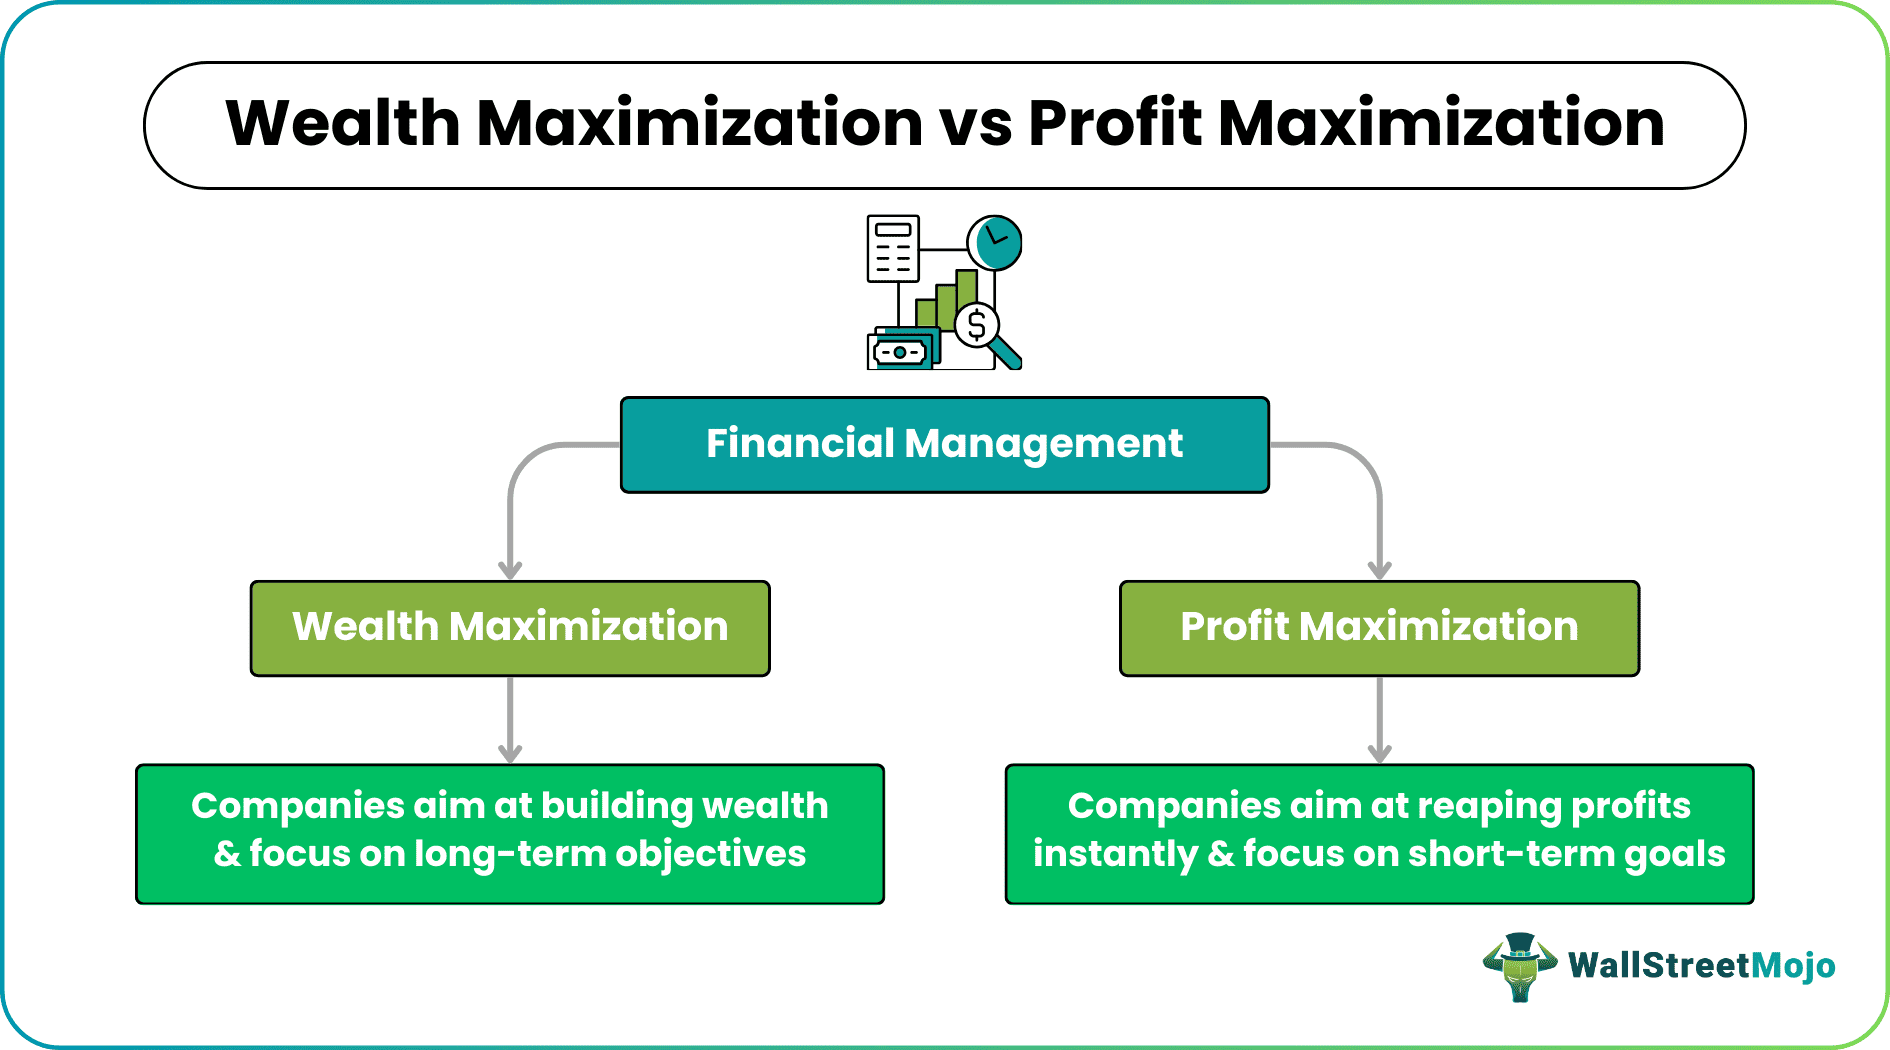 Wealth Maximization vs Profit Maximization
$
Financial Management
Wealth Maximization
Profit Maximization
Companies aim at building wealth
& focus on long-term objectives
Companies aim at reaping profits
instantly & focus on short-term goals
WallStreetMojo